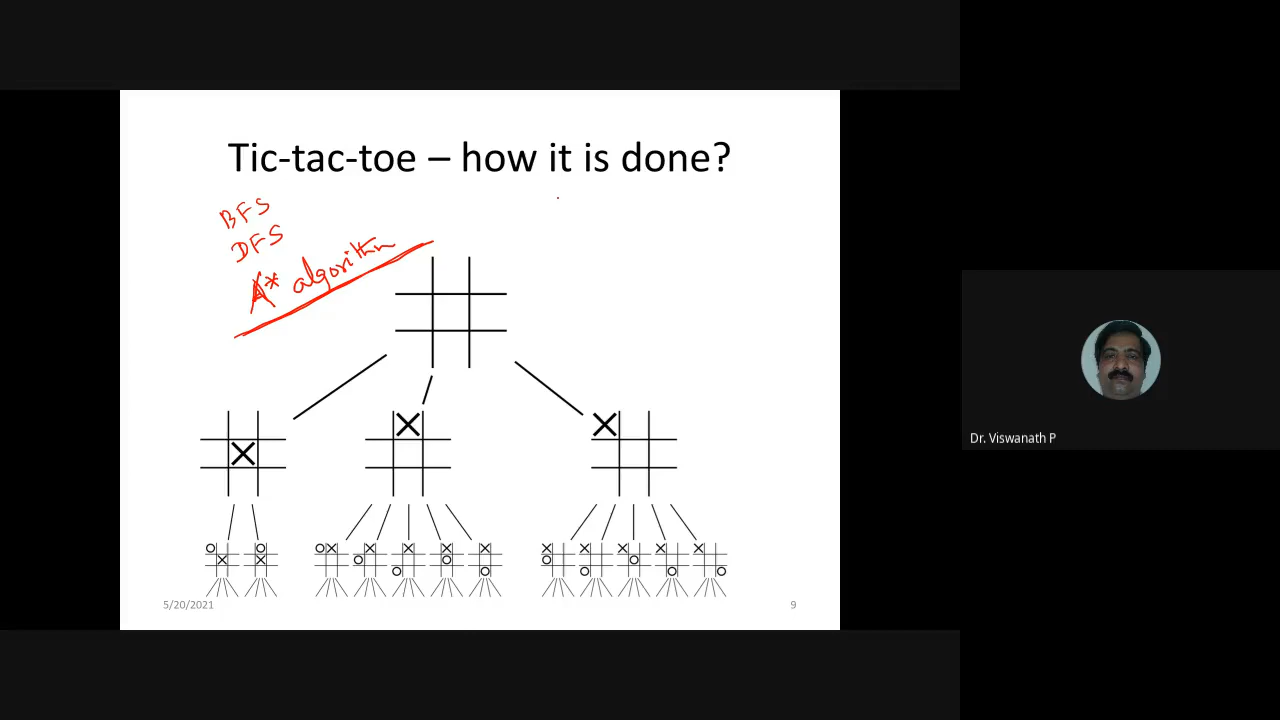 Tic-tac-toe – how it is done?
BFS
DFS
A* algorithm
5/20/2021
9
Dr. Viswanath P